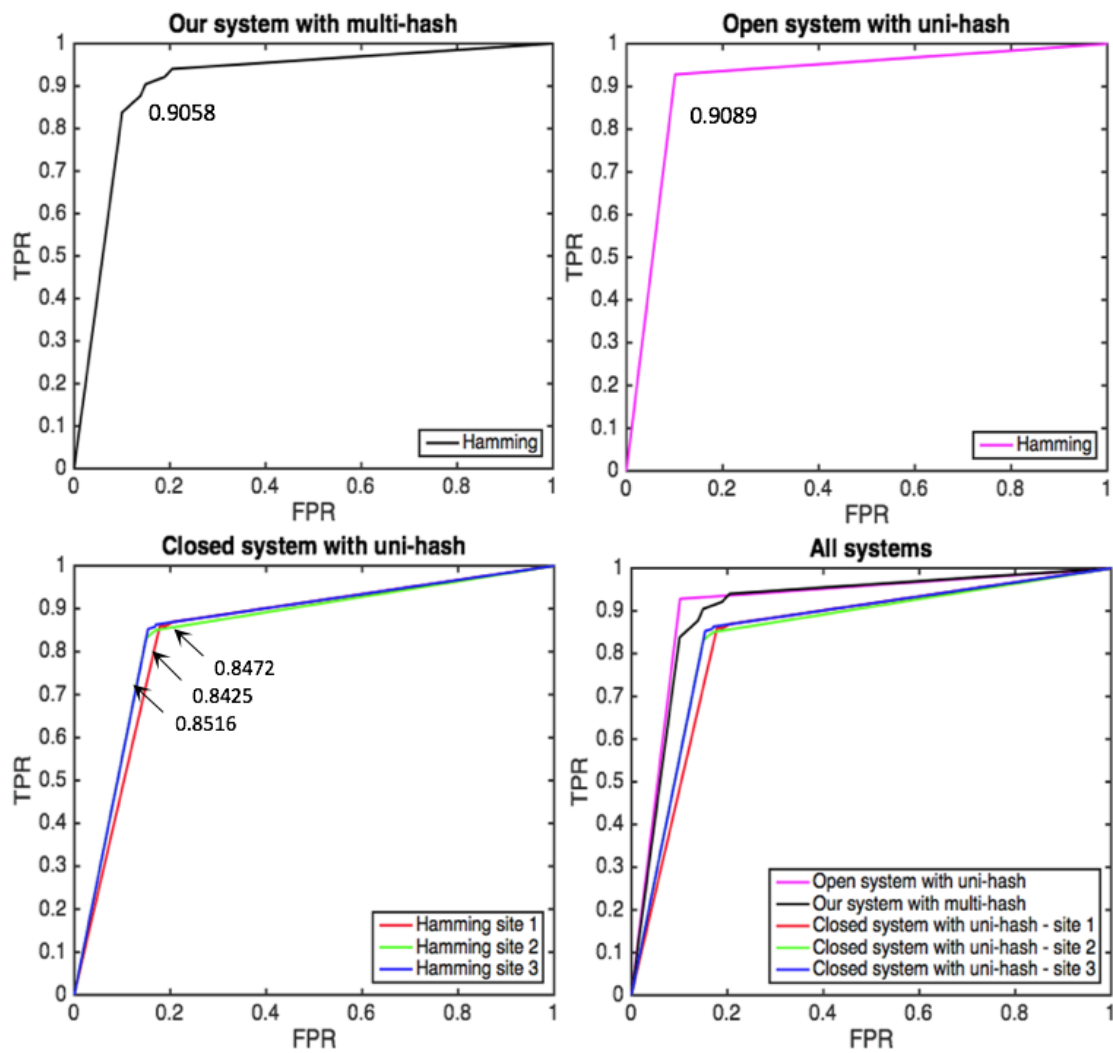 Our system with multi-hash
1
0.9
0.8
0.7
0.6
0.5
0.4
0.3
0.2
0.1
0
TPR
0.9058
Hamming
0 0.2 0.4 0.6 0.8 1
FPR
Open system with uni-hash
1
0.9
0.8
0.7
0.6
0.5
0.4
0.3
0.2
0.1
0
TPR
0.9089
Hamming
0 0.2 0.4 0.6 0.8 1
FPR
Closed system with uni-hash
1
0.9
0.8
0.7
0.6
0.5
0.4
0.3
0.2
0.1
0
TPR
0.8472
0.8425
0.8516
Hamming site 1
Hamming site 2
Hamming site 3
0 0.2 0.4 0.6 0.8 1
FPR
All systems
1
0.9
0.8
0.7
0.6
0.5
0.4
0.3
0.2
0.1
0
TPR
Open system with uni-hash
Our system with multi-hash
Closed system with uni-hash - site 1
Closed system with uni-hash - site 2
Closed system with uni-hash - site 3
0 0.2 0.4 0.6 0.8 1
FPR